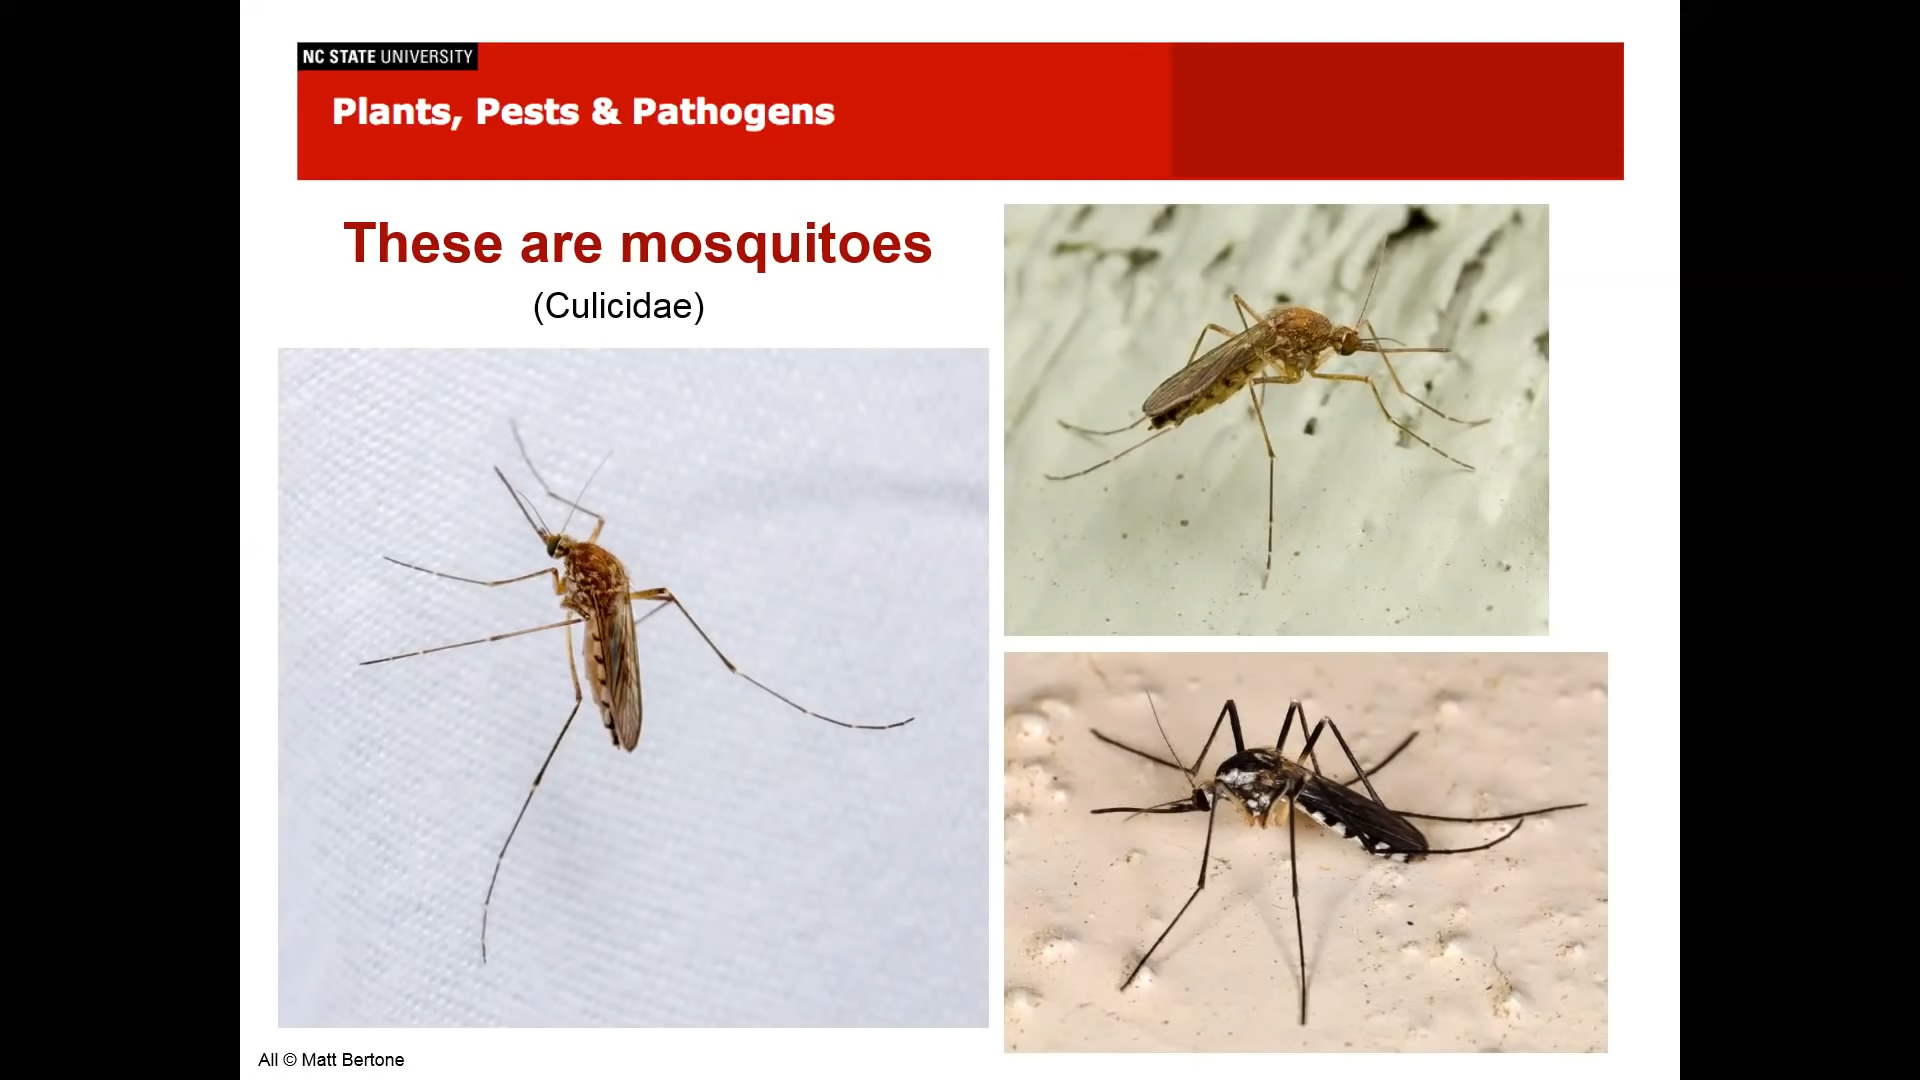 NC STATE UNIVERSITY
Plants, Pests & Pathogens
These are mosquitoes
(Culicidae)
All © Matt Bertone